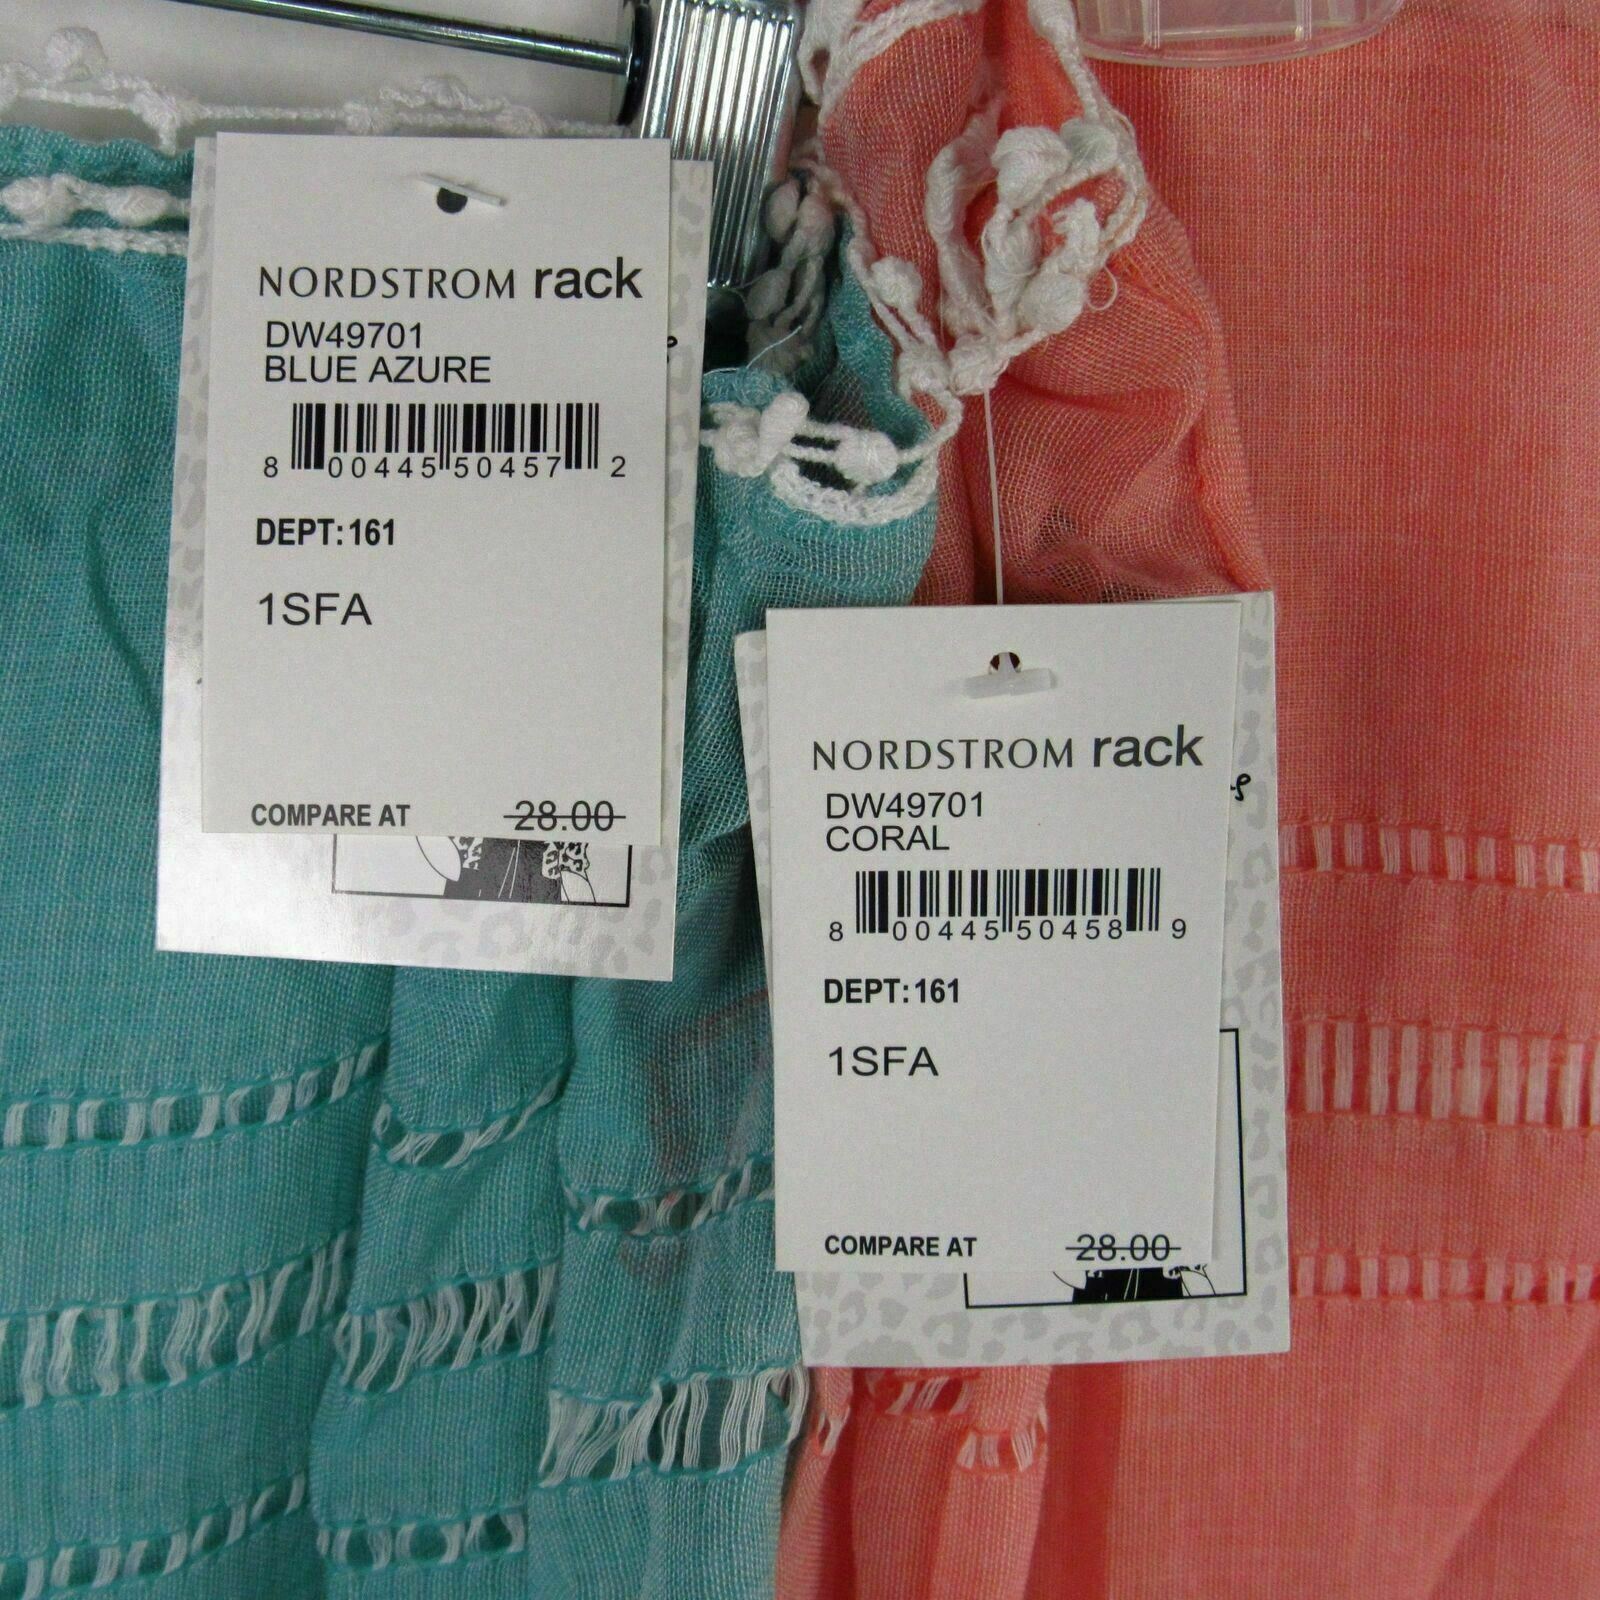 NORDSTROM rack
DW49701
BLUE AZURE
8 00445 50457 2
DEPT: 161
1SFA
COMPARE AT 28.00
NORDSTROM rack
DW49701
CORAL
8 00445 50458 9
DEPT: 161
1SFA
COMPARE AT 28.00